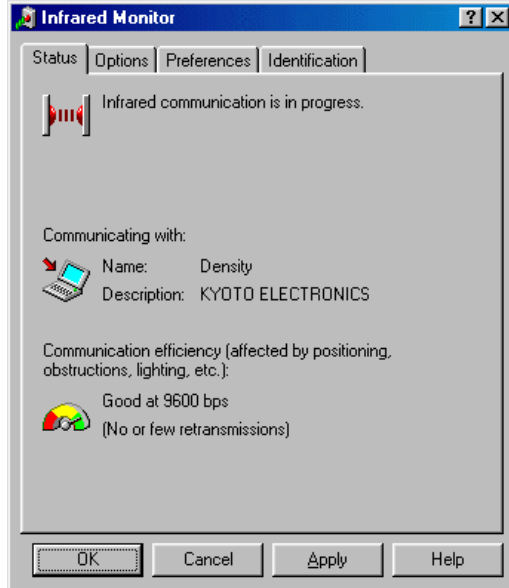 Infrared Monitor
Status Options Preferences Identification
Infrared communication is in progress.
Communicating with:
Name: Density
Description: KYOTO ELECTRONICS
Communication efficiency (affected by positioning,
obstructions, lighting, etc.):
Good at 9600 bps
(No or few retransmissions)
OK Cancel Apply Help